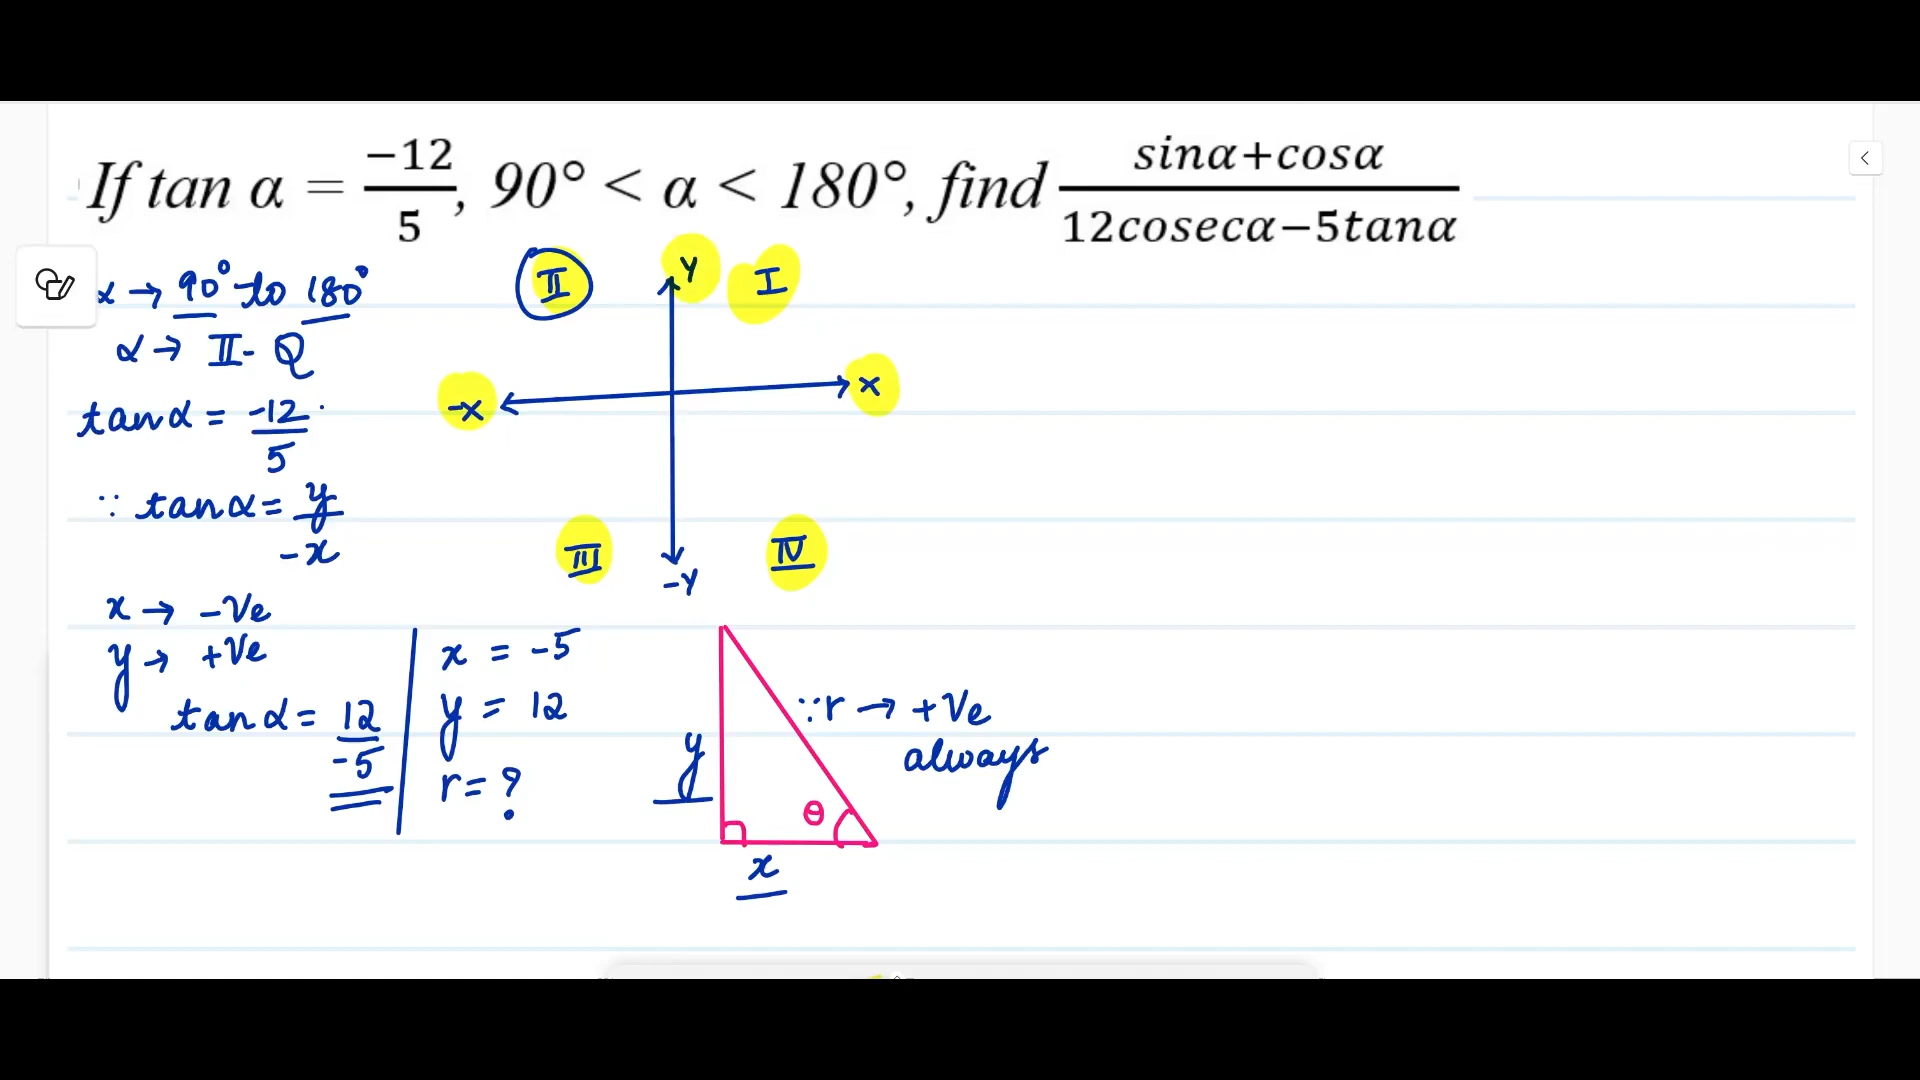 If tan α = -12/5, 90° < α < 180°, find sinα+cosα/12cosecα−5tanα
α → 90° to 180°
α → II - Q
tanα = -12/5
∵ tanα = y/-x
x → -Ve
y → +Ve
tanα = 12/-5
x = -5
y = 12
r = ?
II
Y
I
-X
X
III
-Y
IV
y
θ
x
∵ r → +Ve
always